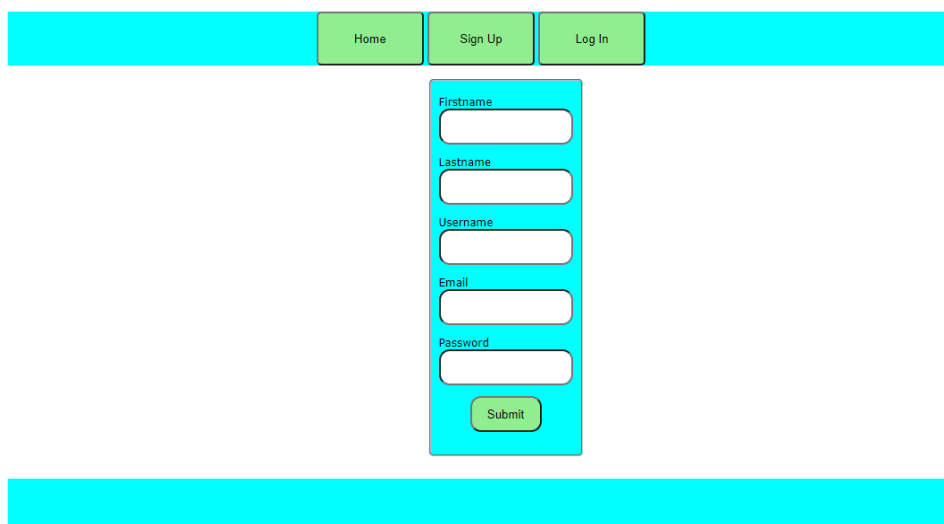 Home Sign Up Log In
Firstname
Lastname
Username
Email
Password
Submit